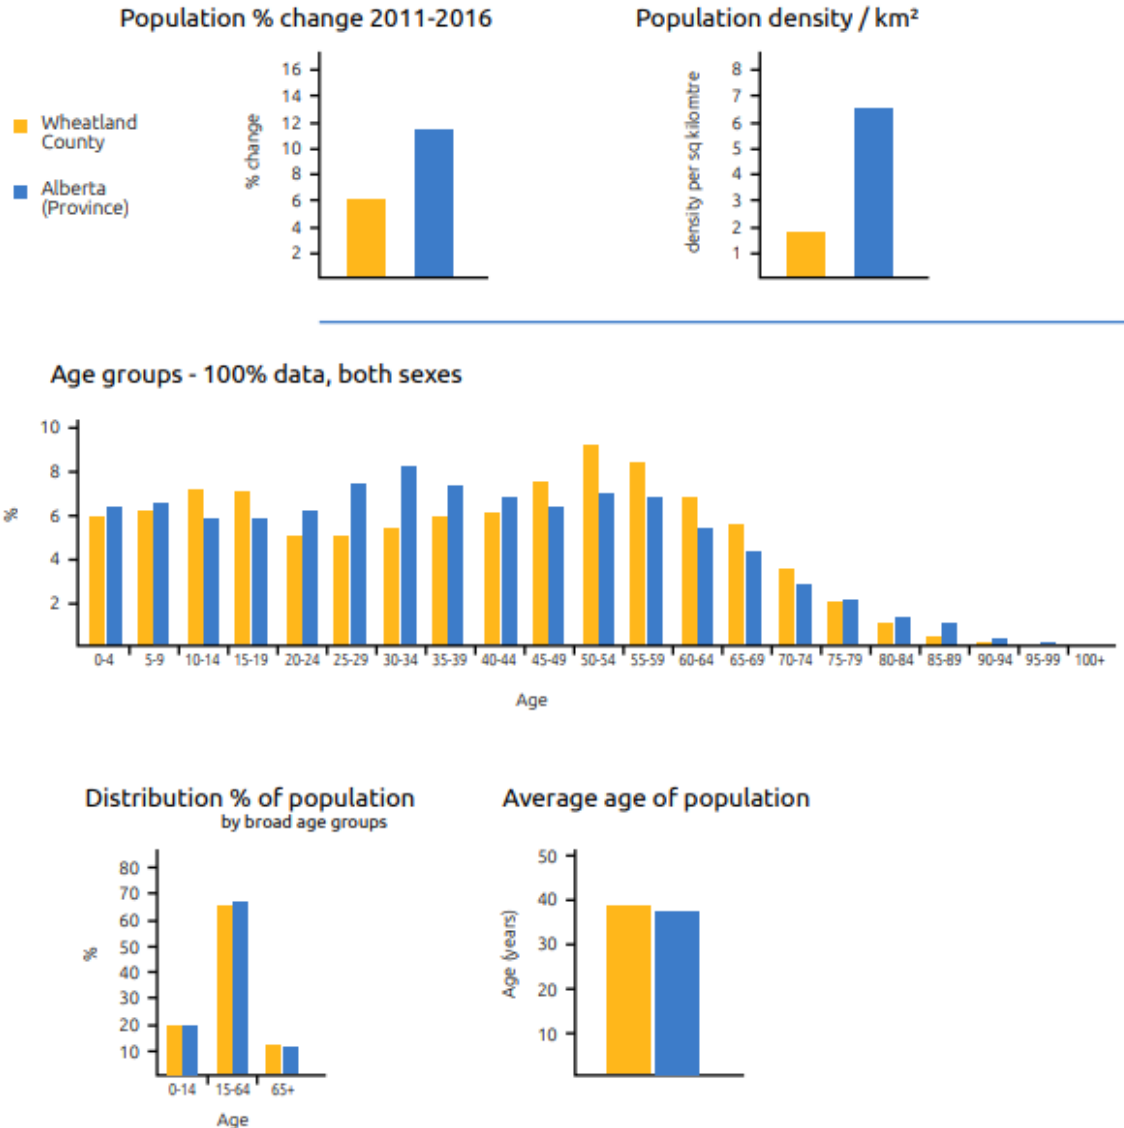 Population % change 2011-2016
Population density / km²
Wheatland
County
Alberta
(Province)
% change
16
14
12
10
8
6
4
2
density per sq kilomtre
8
7
6
5
4
3
2
1
Age groups - 100% data, both sexes
%
10
8
6
4
2
0-4 5-9 10-14 15-19 20-24 25-29 30-34 35-39 40-44 45-49 50-54 55-59 60-64 65-69 70-74 75-79 80-84 85-89 90-94 95-99 100+
Age
Distribution % of population
by broad age groups
%
80
70
60
50
40
30
20
10
0-14 15-64 65+
Age
Average age of population
Age (years)
50
40
30
20
10